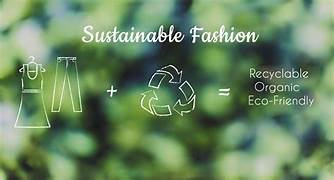 Sustainable Fashion
+
=
Recyclable
Organic
Eco-Friendly